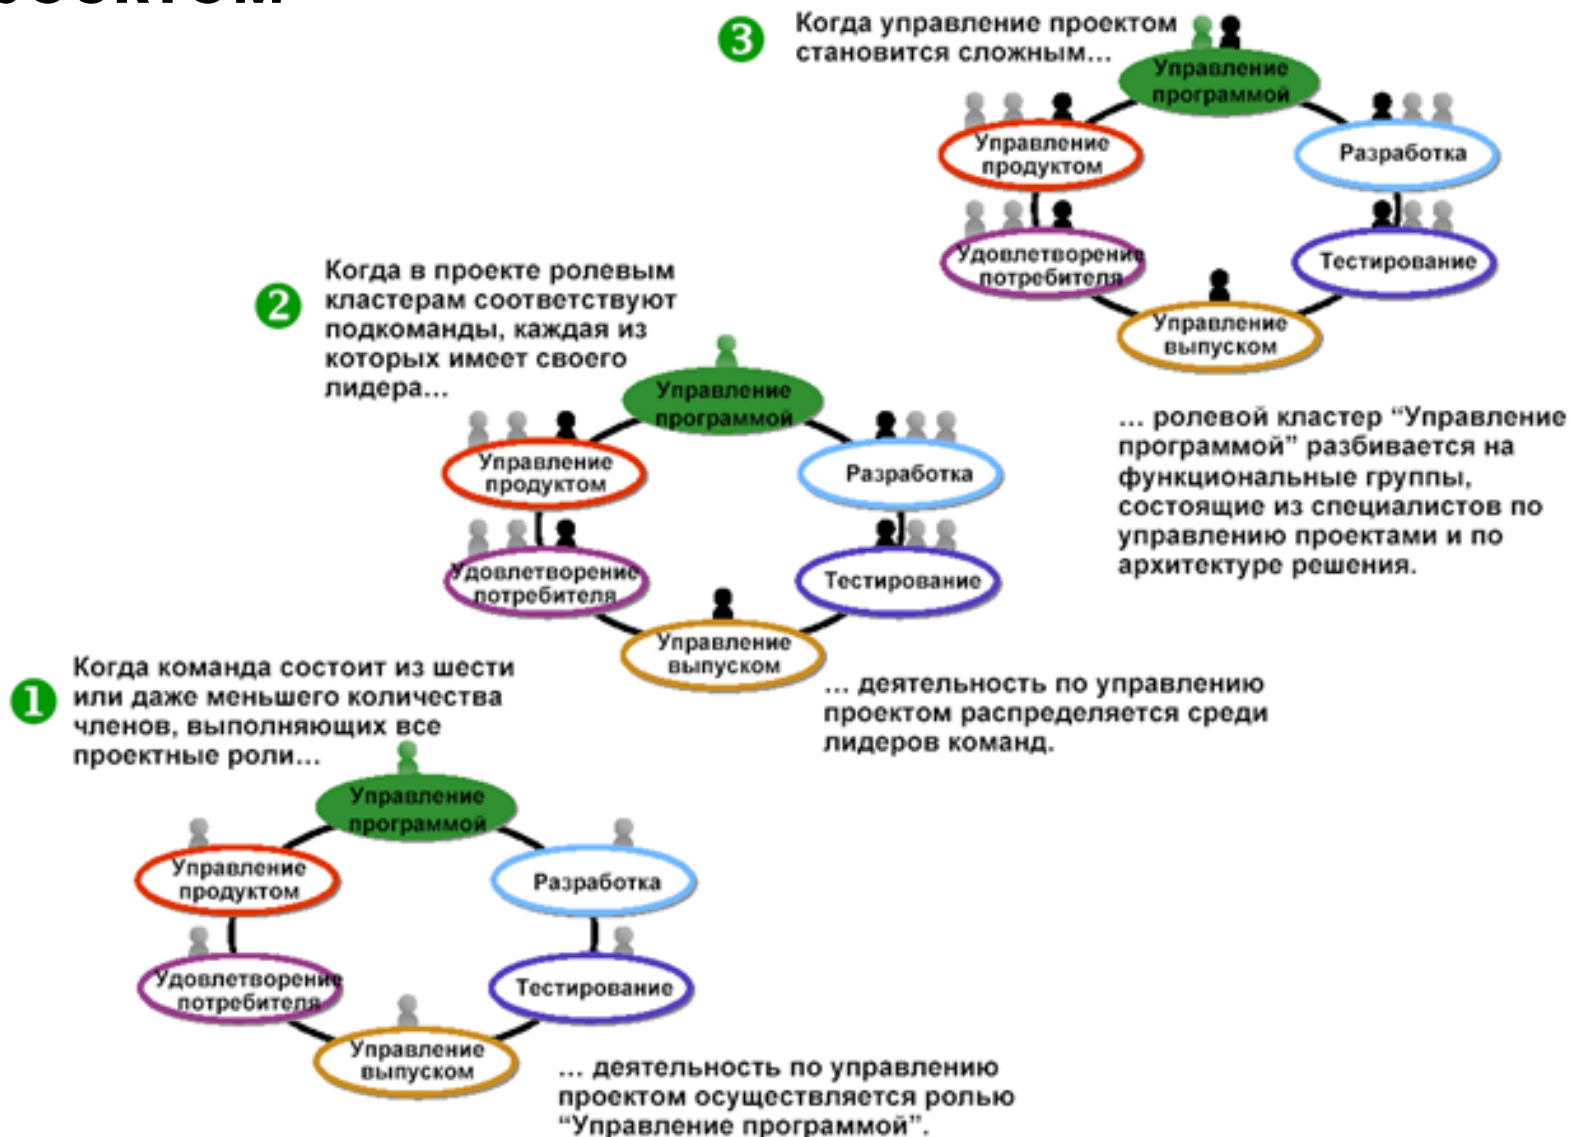 3
Когда управление проектом
становится сложным...
Управление
программой
Управление
продуктом
Разработка
Удовлетворение
потребителя
Тестирование
Управление
выпуском
... ролевой кластер “Управление
программой” разбивается на
функциональные группы,
состоящие из специалистов по
управлению проектами и по
архитектуре решения.
2
Когда в проекте ролевым
кластерам соответствуют
подкоманды, каждая из
которых имеет своего
лидера...
Управление
программой
Управление
продуктом
Разработка
Удовлетворение
потребителя
Тестирование
Управление
выпуском
... деятельность по управлению
проектом распределяется среди
лидеров команд.
1
Когда команда состоит из шести
или даже меньшего количества
членов, выполняющих все
проектные роли...
Управление
программой
Управление
продуктом
Разработка
Удовлетворение
потребителя
Тестирование
Управление
выпуском
... деятельность по управлению
проектом осуществляется ролью
“Управление программой”.